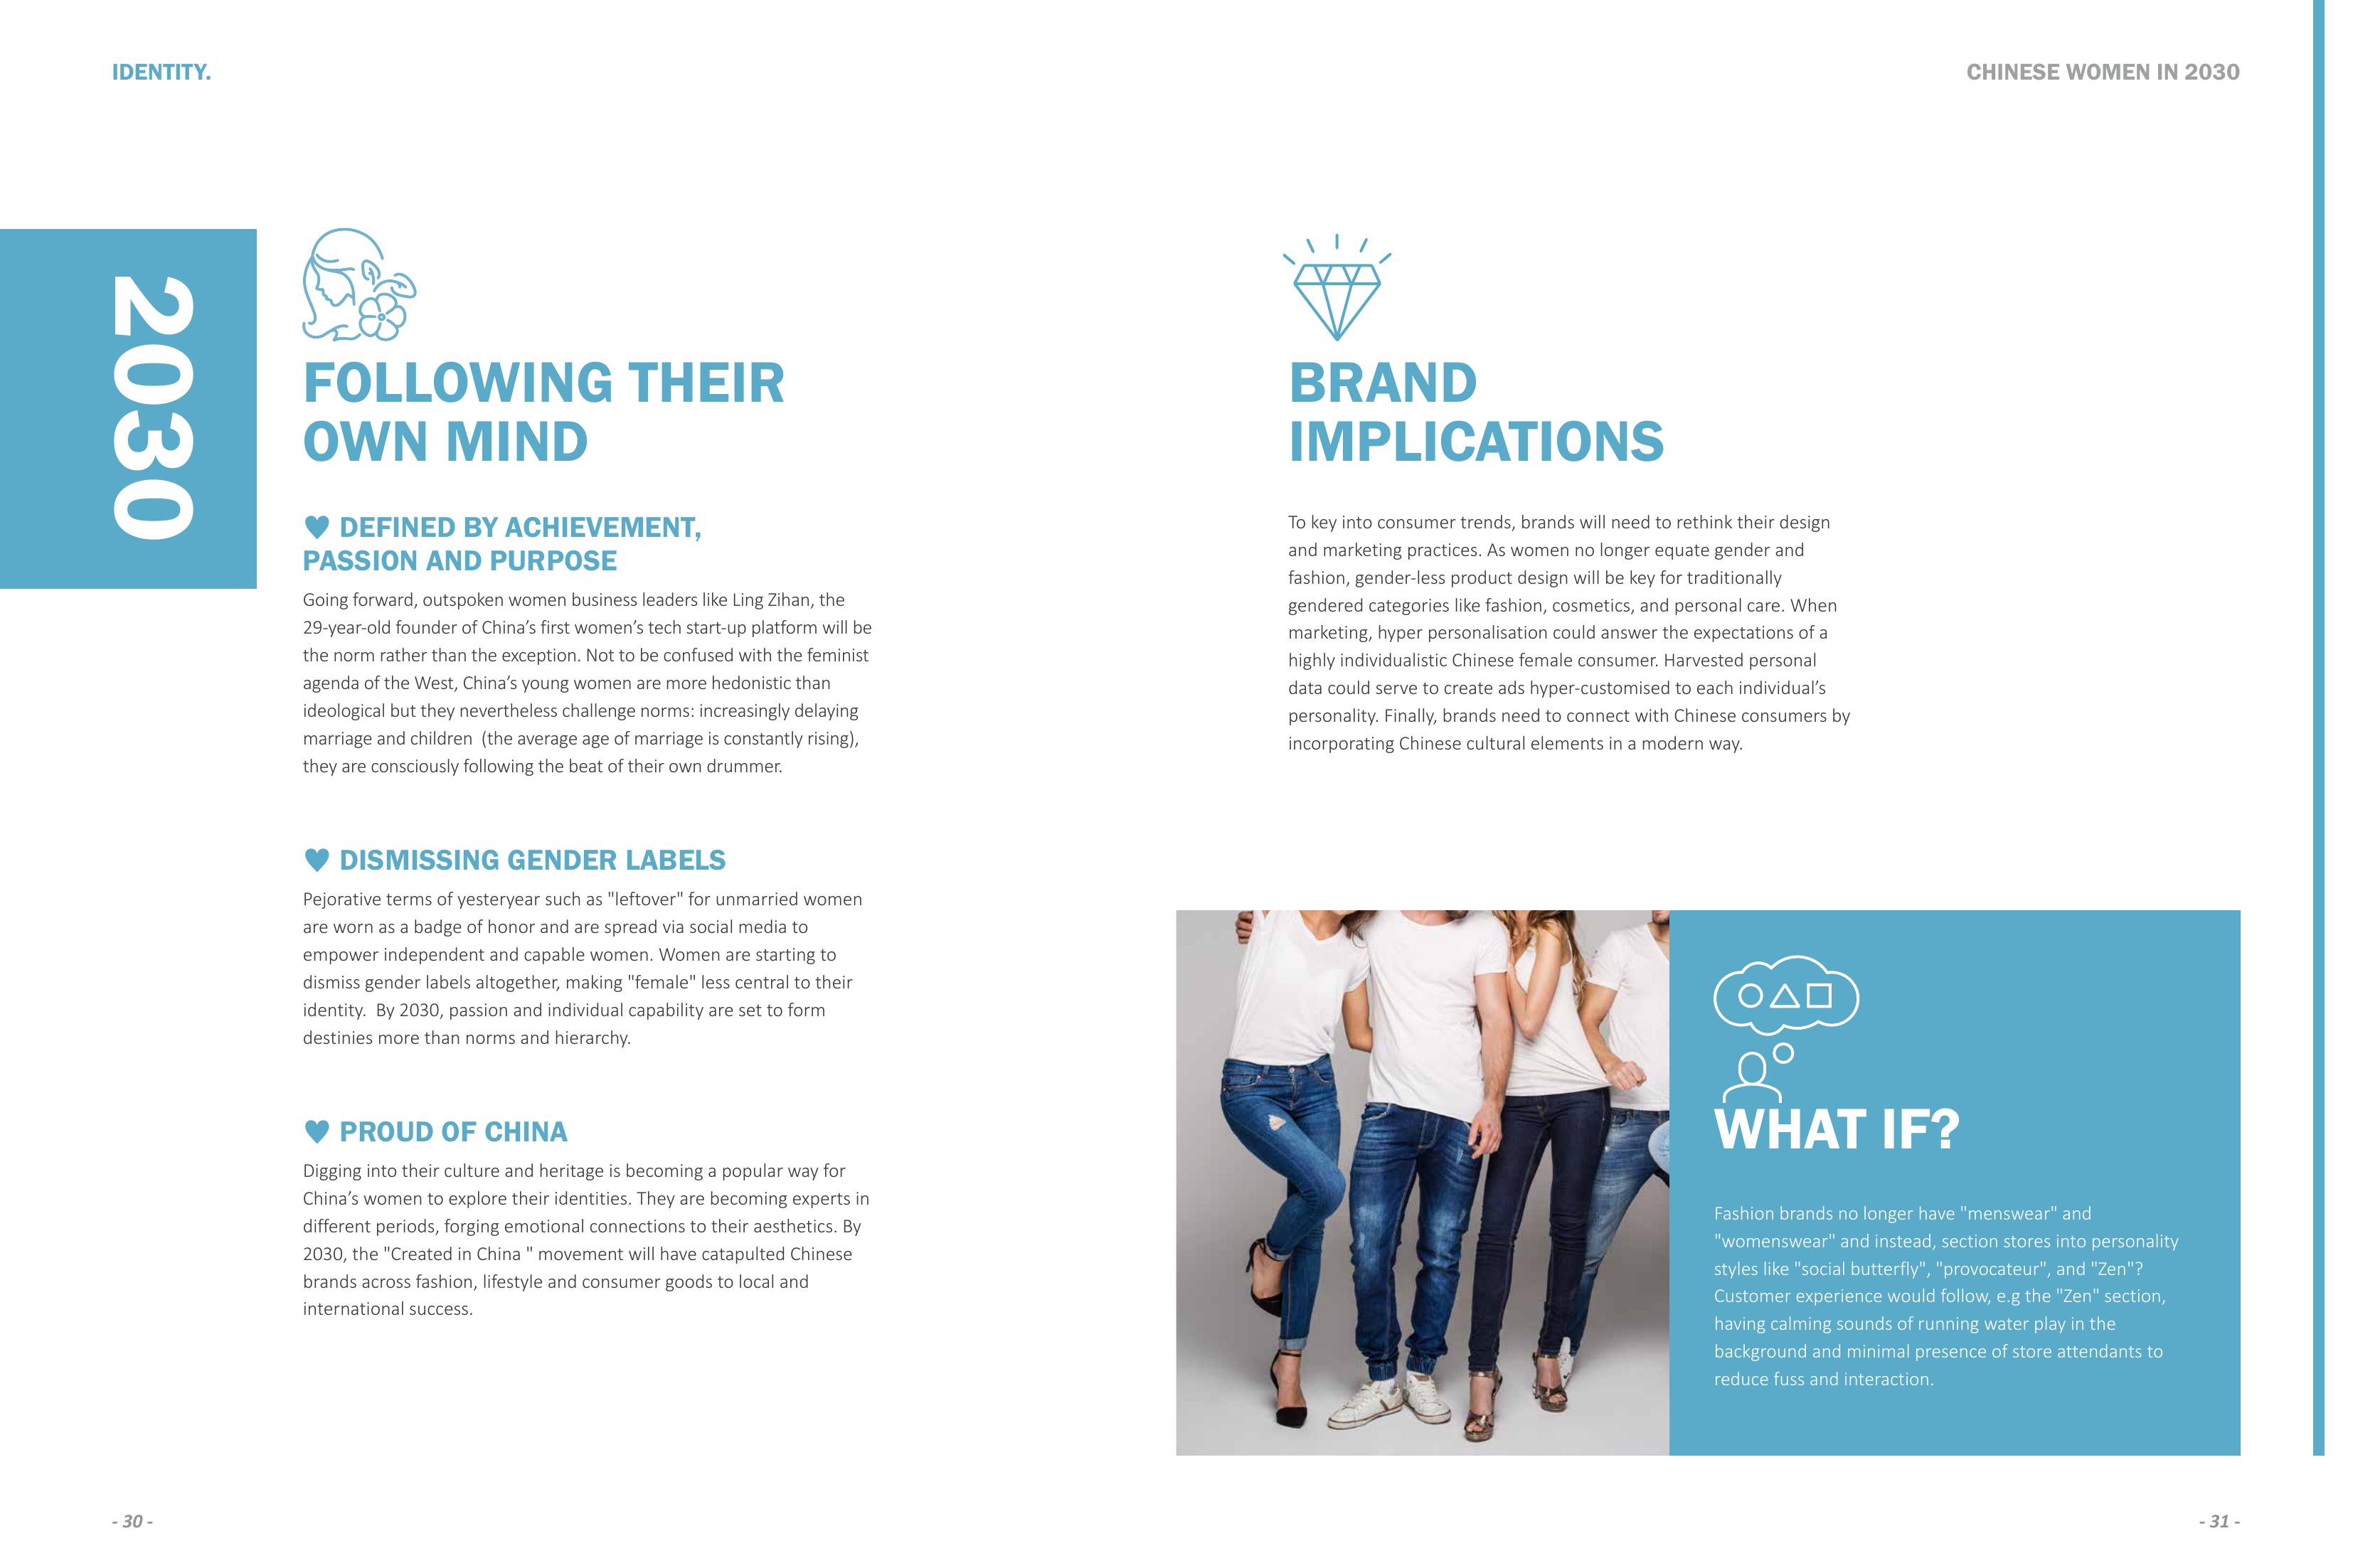 IDENTITY.
CHINESE WOMEN IN 2030
2030
FOLLOWING THEIR
OWN MIND
♥ DEFINED BY ACHIEVEMENT,
PASSION AND PURPOSE
Going forward, outspoken women business leaders like Ling Zihan, the
29-year-old founder of China’s first women’s tech start-up platform will be
the norm rather than the exception. Not to be confused with the feminist
agenda of the West, China’s young women are more hedonistic than
ideological but they nevertheless challenge norms: increasingly delaying
marriage and children  (the average age of marriage is constantly rising),
they are consciously following the beat of their own drummer.
♥ DISMISSING GENDER LABELS
Pejorative terms of yesteryear such as "leftover" for unmarried women
are worn as a badge of honor and are spread via social media to
empower independent and capable women. Women are starting to
dismiss gender labels altogether, making "female" less central to their
identity.  By 2030, passion and individual capability are set to form
destinies more than norms and hierarchy.
♥ PROUD OF CHINA
Digging into their culture and heritage is becoming a popular way for
China’s women to explore their identities. They are becoming experts in
different periods, forging emotional connections to their aesthetics. By
2030, the "Created in China " movement will have catapulted Chinese
brands across fashion, lifestyle and consumer goods to local and
international success.
BRAND
IMPLICATIONS
To key into consumer trends, brands will need to rethink their design
and marketing practices. As women no longer equate gender and
fashion, gender-less product design will be key for traditionally
gendered categories like fashion, cosmetics, and personal care. When
marketing, hyper personalisation could answer the expectations of a
highly individualistic Chinese female consumer. Harvested personal
data could serve to create ads hyper-customised to each individual’s
personality. Finally, brands need to connect with Chinese consumers by
incorporating Chinese cultural elements in a modern way.
WHAT IF?
Fashion brands no longer have "menswear" and
"womenswear" and instead, section stores into personality
styles like "social butterfly", "provocateur", and "Zen"?
Customer experience would follow, e.g the "Zen" section,
having calming sounds of running water play in the
background and minimal presence of store attendants to
reduce fuss and interaction.
- 30 -
- 31 -